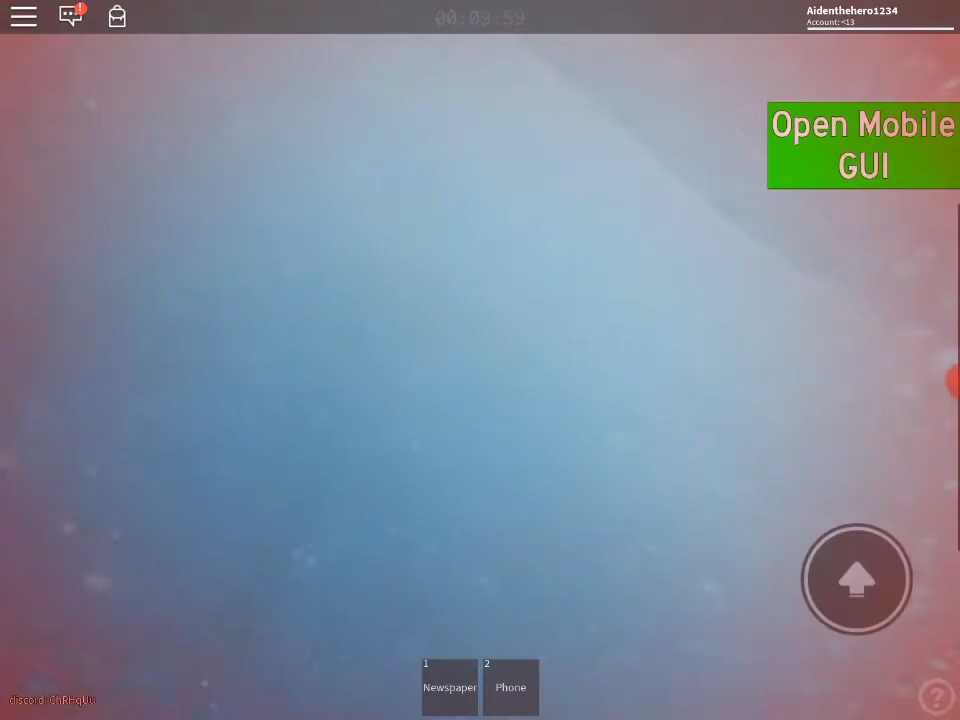 00:09:59
Aidenthehero1234
Account: <13
Open Mobile
GUI
1
Newspaper
2
Phone